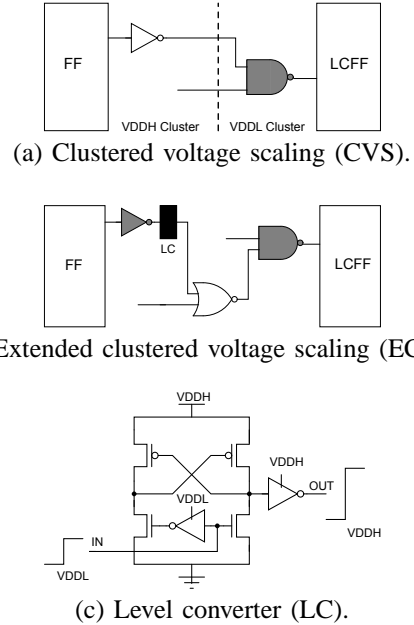 FF
LCFF
VDDH Cluster
VDDL Cluster
(a) Clustered voltage scaling (CVS).
FF
LC
LCFF
Extended clustered voltage scaling (EC
VDDH
VDDH
VDDL
OUT
IN
VDDH
VDDL
(c) Level converter (LC).